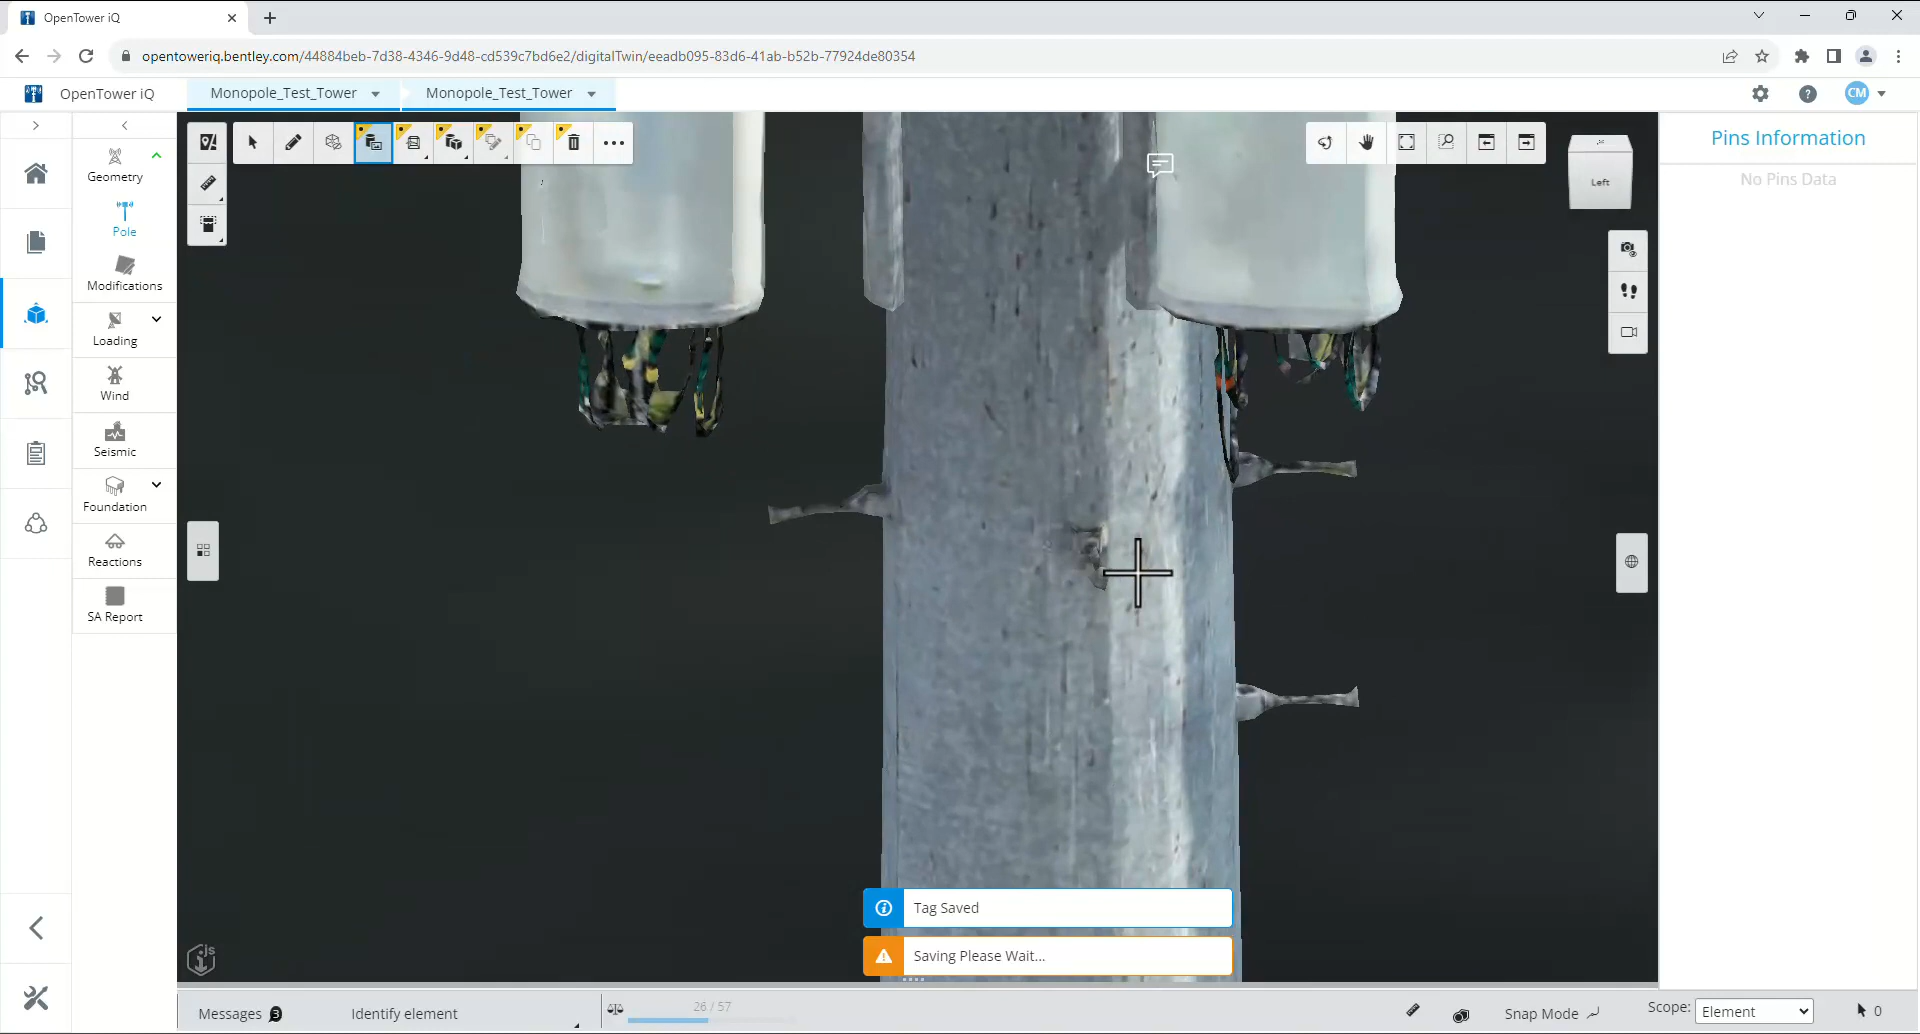 OpenTower iQ
opentoweriq.bentley.com/44884beb-7d38-4346-9d48-cd539c7bd6e2/digitalTwin/eeadb095-83d6-41ab-b52b-77924de80354
OpenTower iQ
Monopole_Test_Tower
Monopole_Test_Tower
CM
Geometry
Pole
Modifications
Loading
Wind
Seismic
Foundation
Reactions
SA Report
Left
Pins Information
No Pins Data
Tag Saved
Saving Please Wait...
js
Messages 3
Identify element
26 / 57
Snap Mode
Scope: Element
0